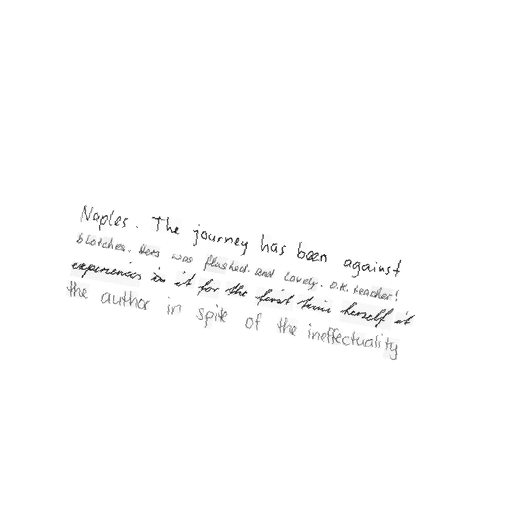 Naples. The journey has been against
blotches. Hers was flushed. and lovely. O.K. teacher!
experiences in it for the first time herself it
the author in spite of the ineffectuality